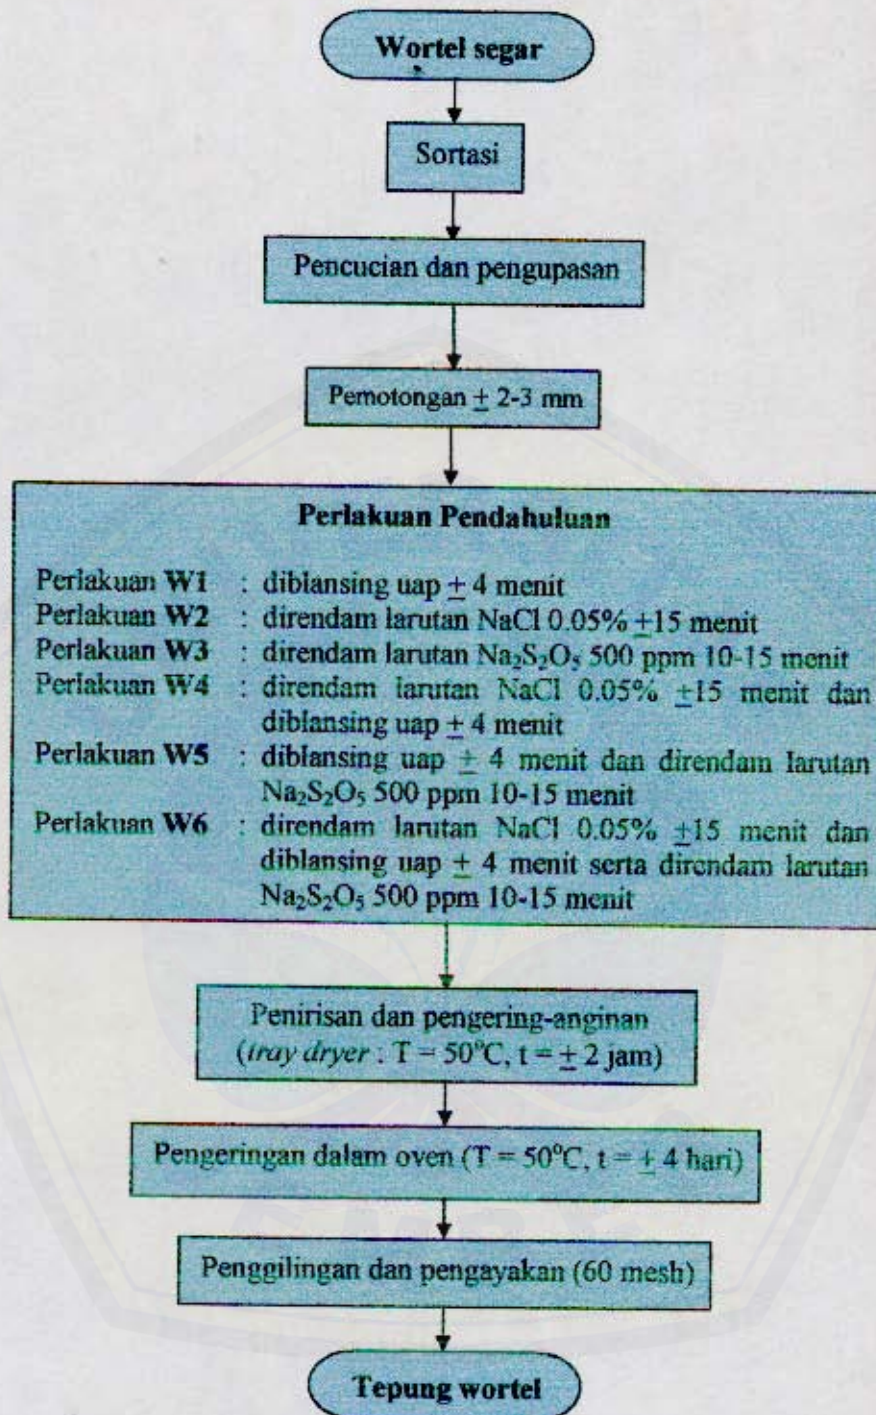 Wortel segar
Sortasi
Pencucian dan pengupasan
Pemotongan ± 2-3 mm
Perlakuan Pendahuluan
Perlakuan W1 : diblansing uap ± 4 menit
Perlakuan W2 : direndam larutan NaCl 0.05% ±15 menit
Perlakuan W3 : direndam larutan Na₂S₂O₅ 500 ppm 10-15 menit
Perlakuan W4 : direndam larutan NaCl 0.05% ±15 menit dan
diblansing uap ± 4 menit
Perlakuan W5 : diblansing uap ± 4 menit dan direndam larutan
Na₂S₂O₅ 500 ppm 10-15 menit
Perlakuan W6 : direndam larutan NaCl 0.05% ±15 menit dan
diblansing uap ± 4 menit serta direndam larutan
Na₂S₂O₅ 500 ppm 10-15 menit
Penirisan dan pengering-anginan
(tray dryer : T = 50°C, t = ± 2 jam)
Pengeringan dalam oven (T = 50°C, t = ± 4 hari)
Penggilingan dan pengayakan (60 mesh)
Tepung wortel